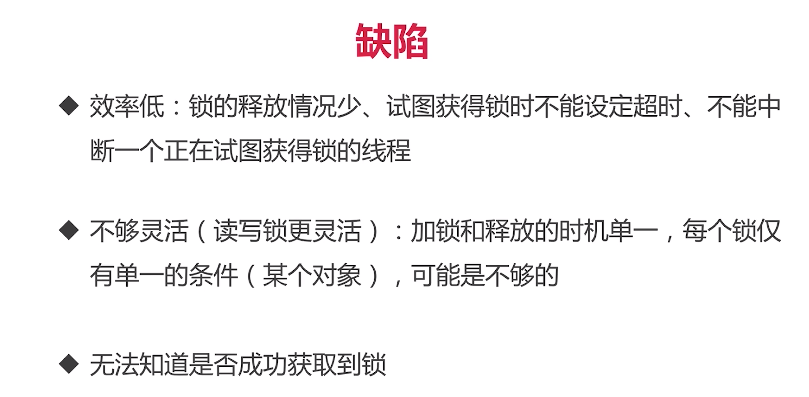 缺陷
◆ 效率低：锁的释放情况少、试图获得锁时不能设定超时、不能中
断一个正在试图获得锁的线程
◆ 不够灵活（读写锁更灵活）：加锁和释放的时机单一，每个锁仅
有单一的条件（某个对象），可能是不够的
◆ 无法知道是否成功获取到锁